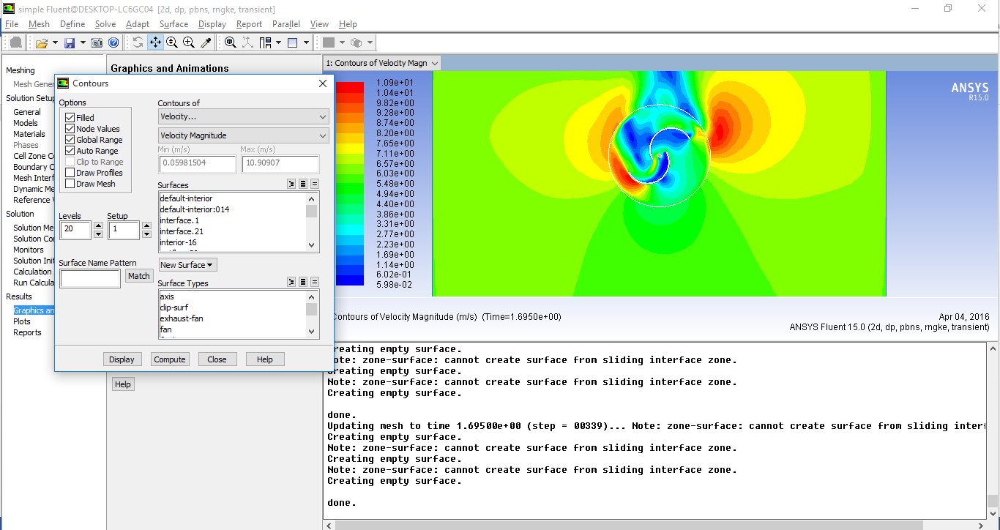 simple Fluent@DESKTOP-LC6GC04 [2d, dp, pbns, rngke, transient]
File Mesh Define Solve Adapt Surface Display Report Parallel View Help
Meshing
Mesh Gener
Solution Setup
General
Models
Materials
Phases
Cell Zone C
Boundary C
Mesh Interf
Dynamic Me
Reference V
Solution
Solution Me
Solution Co
Monitors
Solution Init
Calculation
Run Calcula
Results
Graphics an
Plots
Reports
Graphics and Animations
Help
Contours
Options
Filled
Node Values
Global Range
Auto Range
Clip to Range
Draw Profiles
Draw Mesh
Levels Setup
20 1
Surface Name Pattern
Match
Contours of
Velocity...
Velocity Magnitude
Min (m/s) Max (m/s)
0.05981504 10.90907
Surfaces
default-interior
default-interior:014
interface.1
interface.21
interior-16
New Surface
Surface Types
axis
clip-surf
exhaust-fan
fan
Display Compute Close Help
1: Contours of Velocity Magn
1.09e+01
1.04e+01
9.82e+00
9.28e+00
8.74e+00
8.20e+00
7.65e+00
7.11e+00
6.57e+00
6.03e+00
5.48e+00
4.94e+00
4.40e+00
3.86e+00
3.31e+00
2.77e+00
2.23e+00
1.69e+00
1.14e+00
6.02e-01
5.98e-02
ANSYS
R15.0
Contours of Velocity Magnitude (m/s) (Time=1.6950e+00)
Apr 04, 2016
ANSYS Fluent 15.0 (2d, dp, pbns, rngke, transient)
reating empty surface.
ote: zone-surface: cannot create surface from sliding interface zone.
Creating empty surface.
Note: zone-surface: cannot create surface from sliding interface zone.
Creating empty surface.
done.
Updating mesh to time 1.69500e+00 (step = 00339)... Note: zone-surface: cannot create surface from sliding interf
Creating empty surface.
Note: zone-surface: cannot create surface from sliding interface zone.
Creating empty surface.
Note: zone-surface: cannot create surface from sliding interface zone.
Creating empty surface.
done.